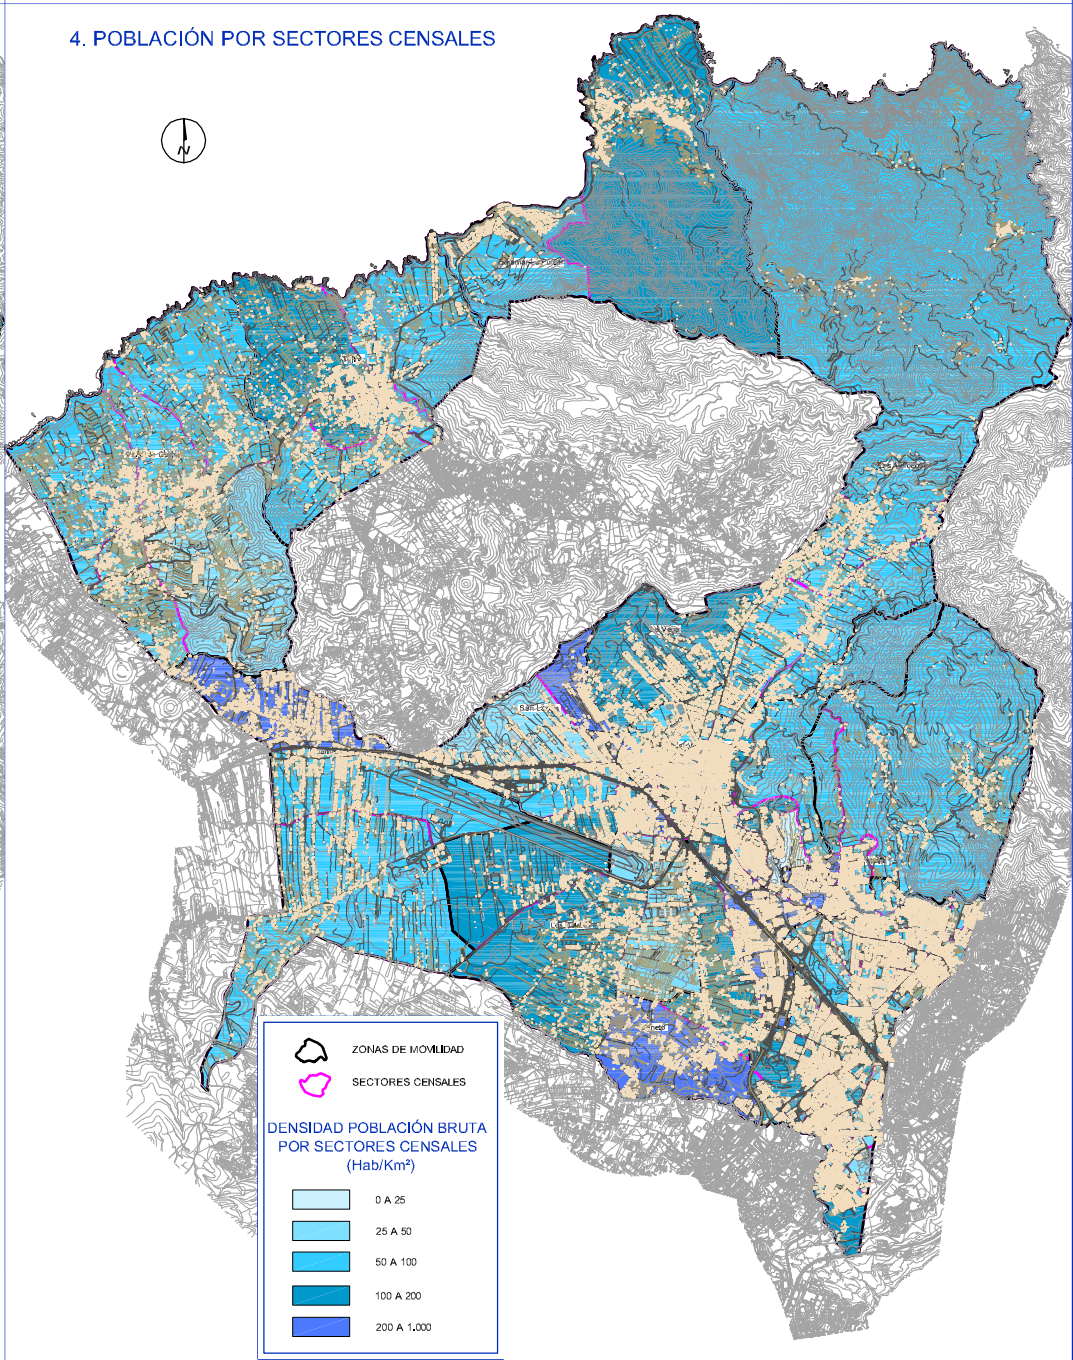 4. POBLACIÓN POR SECTORES CENSALES
N
ZONAS DE MOVILIDAD
SECTORES CENSALES
DENSIDAD POBLACIÓN BRUTA
POR SECTORES CENSALES
(Hab/Km²)
0 A 25
25 A 50
50 A 100
100 A 200
200 A 1.000